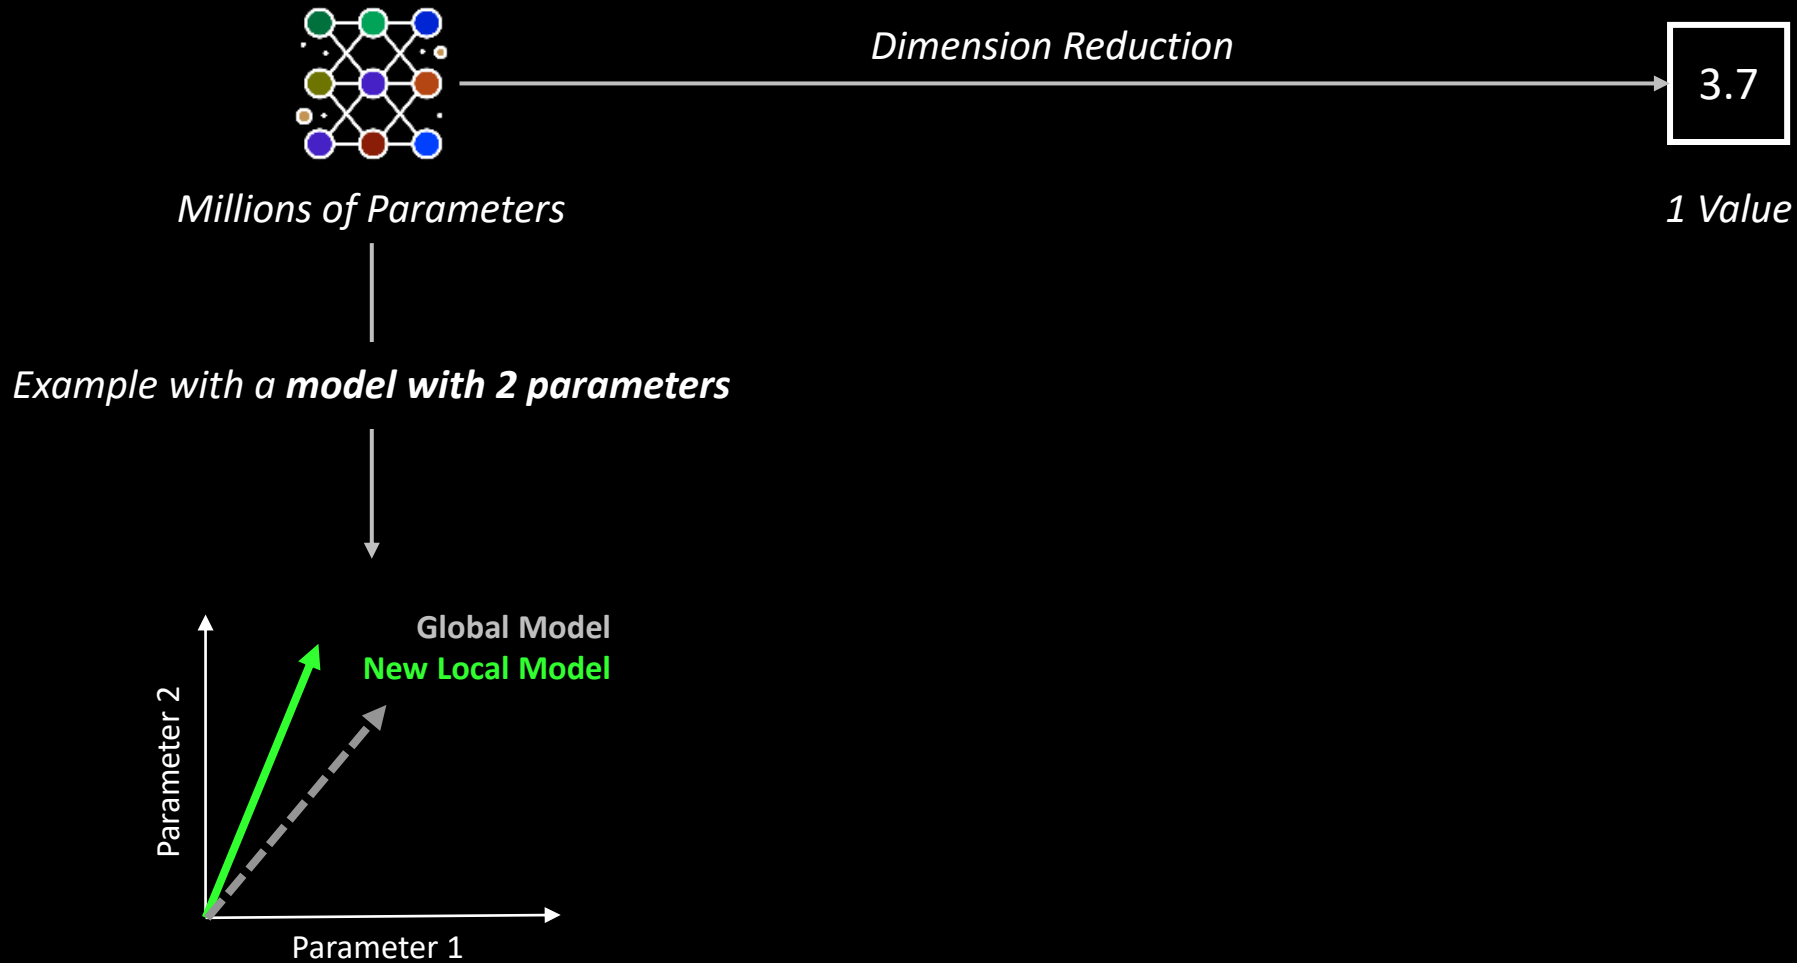 Dimension Reduction
3.7
Millions of Parameters
1 Value
Example with a model with 2 parameters
Global Model
New Local Model
Parameter 2
Parameter 1